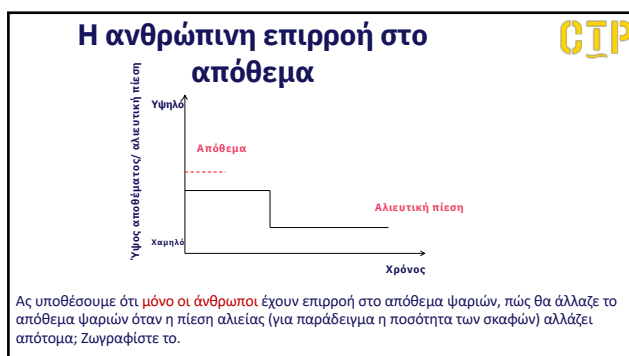 Η ανθρώπινη επιρροή στο
απόθεμα
CTP
Ύψος αποθέματος/ αλιευτική πίεση
Υψηλό
Απόθεμα
Αλιευτική πίεση
Χαμηλό
Χρόνος
Ας υποθέσουμε ότι μόνο οι άνθρωποι έχουν επιρροή στο απόθεμα ψαριών, πώς θα άλλαζε το
απόθεμα ψαριών όταν η πίεση αλιείας (για παράδειγμα η ποσότητα των σκαφών) αλλάζει
απότομα; Ζωγραφίστε το.